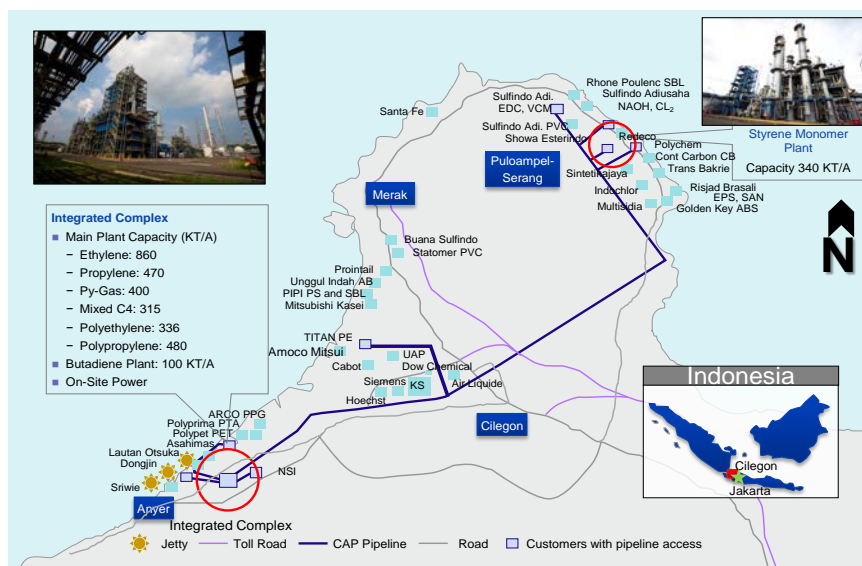 Rhone Poulenc SBL
Sulfindo Adiusaha
NAOH, CL₂
Sulfindo Adi.
EDC, VCM
Santa Fe
Sulfindo Adi. PVC
Showa Esterindo
Redeco
Styrene Monomer
Plant
Capacity 340 KT/A
Polychem
Cont Carbon CB
Trans Bakrie
Puloampel-
Serang
Sintetikajaya
Indochlor
Multisidia
Risjad Brasali
EPS, SAN
Golden Key ABS
Merak
N
Integrated Complex
Main Plant Capacity (KT/A)
− Ethylene: 860
− Propylene: 470
− Py-Gas: 400
− Mixed C4: 315
− Polyethylene: 336
− Polypropylene: 480
Butadiene Plant: 100 KT/A
On-Site Power
Buana Sulfindo
Statomer PVC
Prointail
Unggul Indah AB
PIPI PS and SBL
Mitsubishi Kasei
TITAN PE
Amoco Mitsui
UAP
Cabot
Dow Chemical
Siemens
KS
Air Liquide
Hoechst
Cilegon
Indonesia
Cilegon
Jakarta
ARCO PPG
Polyprima PTA
Polypet PET
Asahimas
Lautan Otsuka
Dongjin
Sriwie
NSI
Anyer
Integrated Complex
Jetty
Toll Road
CAP Pipeline
Road
Customers with pipeline access